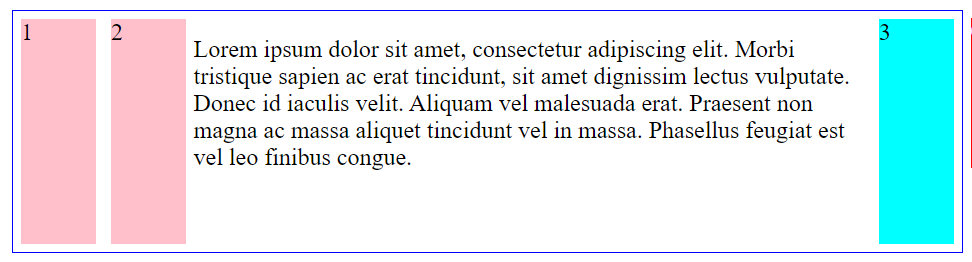 1
2
Lorem ipsum dolor sit amet, consectetur adipiscing elit. Morbi
tristique sapien ac erat tincidunt, sit amet dignissim lectus vulputate.
Donec id iaculis velit. Aliquam vel malesuada erat. Praesent non
magna ac massa aliquet tincidunt vel in massa. Phasellus feugiat est
vel leo finibus congue.
3